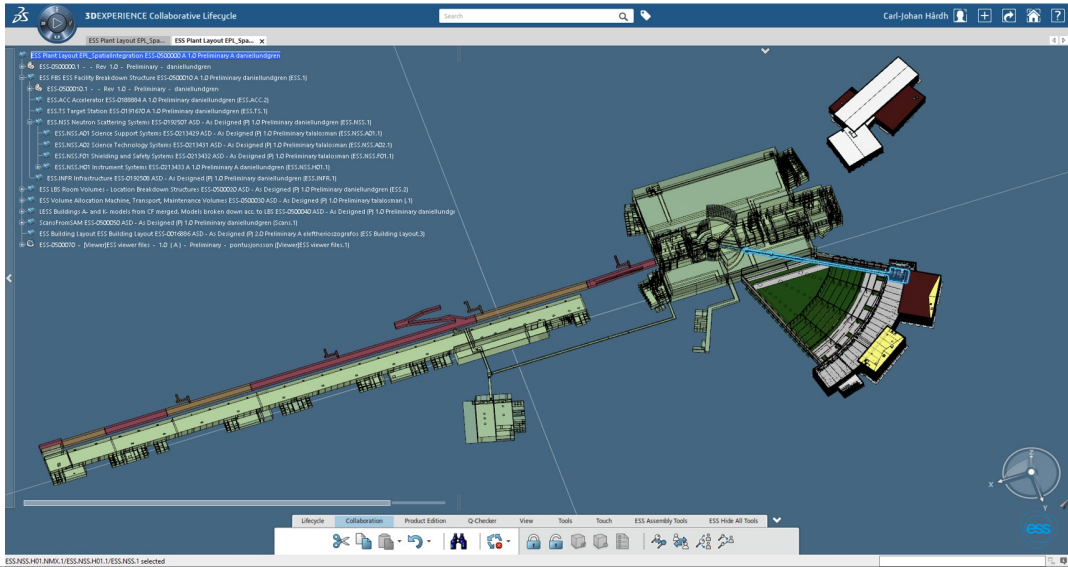 3DEXPERIENCE Collaborative Lifecycle
Search
Carl-Johan Hårdh
ESS Plant Layout EPL_Spa...
ESS Plant Layout EPL_Spa... x
ESS Plant Layout EPL_SpatialIntegration ESS-0500000 A 1.0 Preliminary A daniellundgren
ESS-0500000.1 - - Rev 1.0 - Preliminary - daniellundgren
ESS FBS ESS Facility Breakdown Structure ESS-0500010 A 1.0 Preliminary daniellundgren (ESS.1)
ESS-0500010.1 - - Rev 1.0 - Preliminary - daniellundgren
ESS.ACC Accelerator ESS-0188884 A 1.0 Preliminary daniellundgren (ESS.ACC.2)
ESS.TS Target Station ESS-0191670 A 1.0 Preliminary daniellundgren (ESS.TS.1)
ESS.NSS Neutron Scattering Systems ESS-0192507 ASD - As Designed (P) 1.0 Preliminary daniellundgren (ESS.NSS.1)
ESS.NSS.A01 Science Support Systems ESS-0213429 ASD - As Designed (P) 1.0 Preliminary talalosman (ESS.NSS.A01.1)
ESS.NSS.A02 Science Technology Systems ESS-0213431 ASD - As Designed (P) 1.0 Preliminary talalosman (ESS.NSS.A02.1)
ESS.NSS.F01 Shielding and Safety Systems ESS-0213432 ASD - As Designed (P) 1.0 Preliminary talalosman (ESS.NSS.F01.1)
ESS.NSS.H01 Instrument Systems ESS-0213433 A 1.0 Preliminary A daniellundgren (ESS.NSS.H01.1)
ESS.INFR Infrastructure ESS-0192508 ASD - As Designed (P) 1.0 Preliminary daniellundgren (ESS.INFR.1)
ESS LBS Room Volumes - Location Breakdown Structures ESS-0500020 ASD - As Designed (P) 1.0 Preliminary daniellundgren (ESS.2)
ESS Volume Allocation Machine, Transport, Maintenance Volumes ESS-0500030 ASD - As Designed (P) 1.0 Preliminary talalosman (.1)
LESS Buildings A- and K- models from CF merged. Models broken down acc. to LBS ESS-0500040 ASD - As Designed (P) 1.0 Preliminary daniellundgr
ScansFromSAM ESS-0500050 ASD - As Designed (P) 1.0 Preliminary daniellundgren (Scans.1)
ESS Building Layout ESS Building Layout ESS-0016886 ASD - As Designed (P) 2.0 Preliminary A eleftherioszografos (ESS Building Layout.3)
ESS-0500070 - [Viewer]ESS viewer files - 1.0 ( A ) - Preliminary - pontusjonsson ([Viewer]ESS viewer files.1)
Z
X
Y
Lifecycle Collaboration Product Edition Q-Checker View Tools Touch ESS Assembly Tools ESS Hide All Tools
ess
ESS.NSS.H01.NMX.1/ESS.NSS.H01.1/ESS.NSS.1 selected